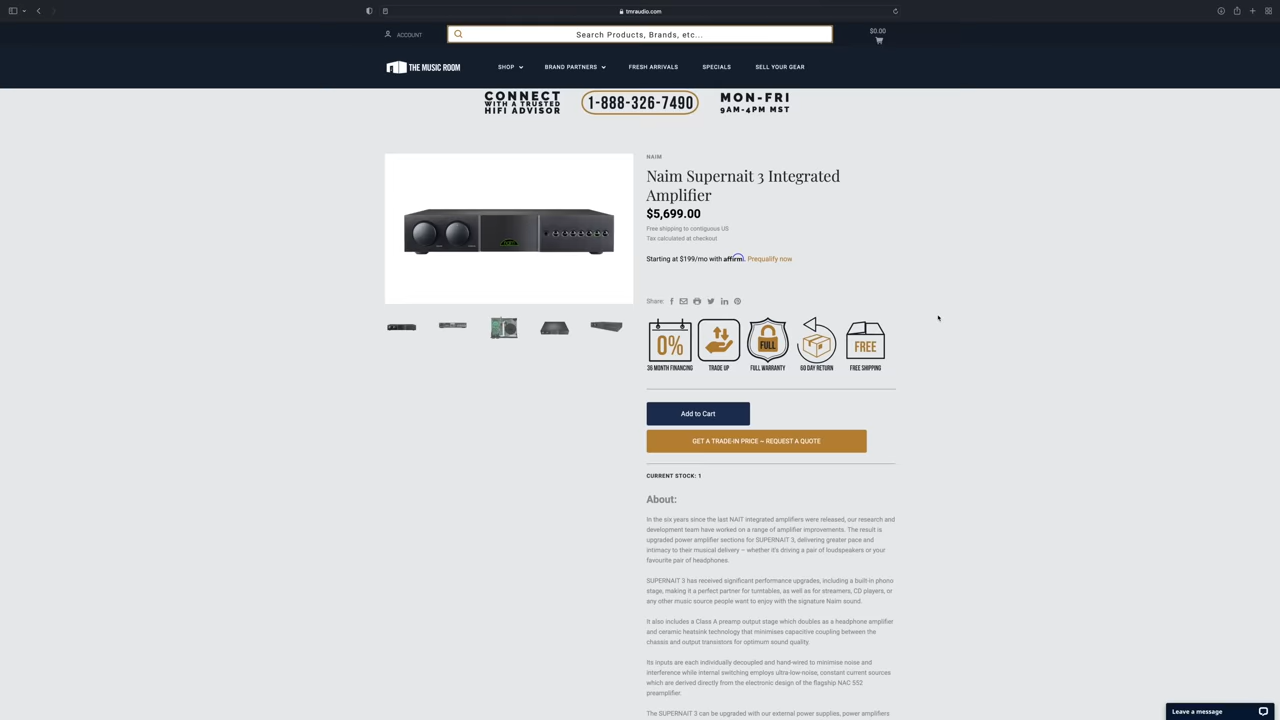 tmraudio.com
ACCOUNT
Search Products, Brands, etc...
$0.00
THE MUSIC ROOM
SHOP
BRAND PARTNERS
FRESH ARRIVALS
SPECIALS
SELL YOUR GEAR
CONNECT
WITH A TRUSTED
HIFI ADVISOR
1-888-326-7490
MON-FRI
9AM-4PM MST
NAIM
Naim Supernait 3 Integrated
Amplifier
$5,699.00
Free shipping to contiguous US
Tax calculated at checkout
Starting at $199/mo with affirm. Prequalify now
Share:
0%
36 MONTH FINANCING
TRADE UP
FULL
FULL WARRANTY
60 DAY RETURN
FREE
FREE SHIPPING
Add to Cart
GET A TRADE-IN PRICE – REQUEST A QUOTE
CURRENT STOCK: 1
About:
In the six years since the last NAIT integrated amplifiers were released, our research and
development team have worked on a range of amplifier improvements. The result is
upgraded power amplifier sections for SUPERNAIT 3, delivering greater pace and
intimacy to their musical delivery – whether it's driving a pair of loudspeakers or your
favourite pair of headphones.
SUPERNAIT 3 has received significant performance upgrades, including a built-in phono
stage, making it a perfect partner for turntables, as well as for streamers, CD players, or
any other music source people want to enjoy with the signature Naim sound.
It also includes a Class A preamp output stage which doubles as a headphone amplifier
and ceramic heatsink technology that minimises capacitive coupling between the
chassis and output transistors for optimum sound quality.
Its inputs are each individually decoupled and hand-wired to minimise noise and
interference while internal switching employs ultra-low-noise, constant current sources
which are derived directly from the electronic design of the flagship NAC 552
preamplifier.
The SUPERNAIT 3 can be upgraded with our external power supplies, power amplifiers
Leave a message